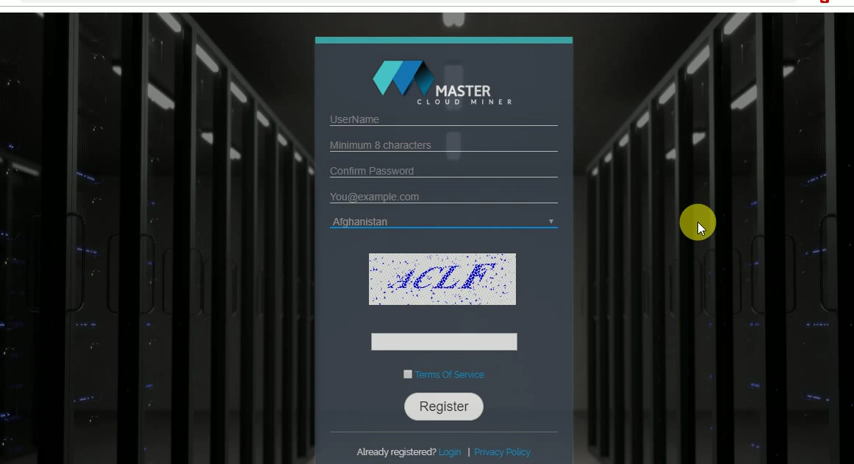 MASTER
CLOUD MINER
UserName
Minimum 8 characters
Confirm Password
You@example.com
Afghanistan
ACLF
Terms Of Service
Register
Already registered? Login | Privacy Policy